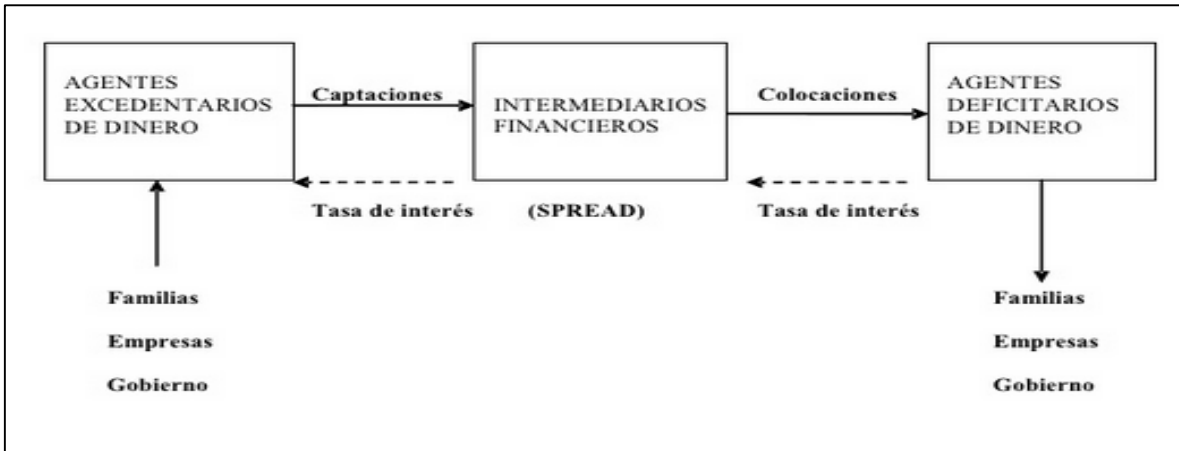 AGENTES
EXCEDENTARIOS
DE DINERO
Captaciones
INTERMEDIARIOS
FINANCIEROS
Colocaciones
AGENTES
DEFICITARIOS
DE DINERO
Tasa de interés
(SPREAD)
Tasa de interés
Familias
Empresas
Gobierno
Familias
Empresas
Gobierno